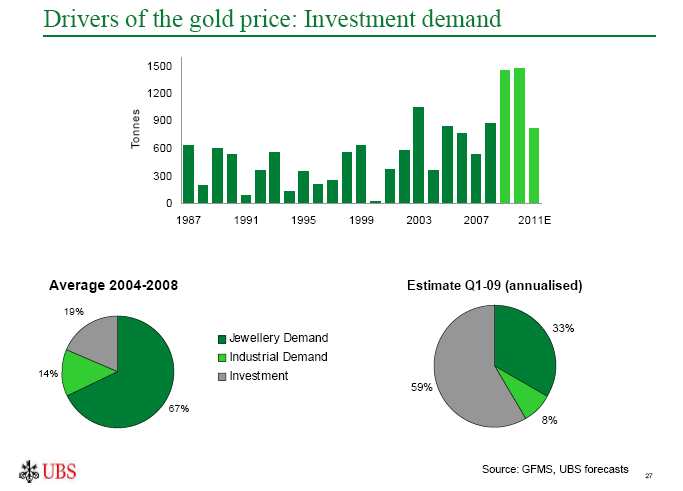 Drivers of the gold price: Investment demand
1500
1200
900
600
300
0
Tonnes
1987 1991 1995 1999 2003 2007 2011E
Average 2004-2008
19%
14%
67%
Jewellery Demand
Industrial Demand
Investment
Estimate Q1-09 (annualised)
33%
59%
8%
UBS
Source: GFMS, UBS forecasts
27